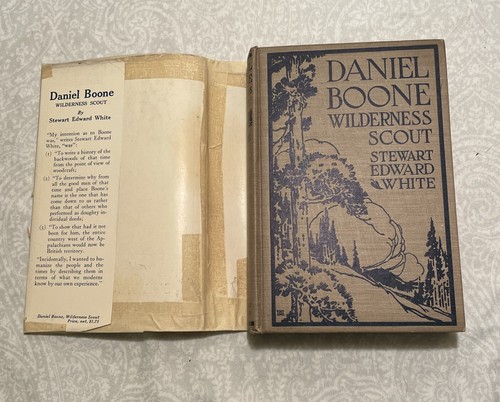 Daniel Boone
WILDERNESS SCOUT
By
Stewart Edward White
"My intention as to Boone
was," writes Stewart Edward
White, "was":
(1) "To write a history of the
backwoods of that time
from the point of view of
woodcraft;
(2) "To determine why from
all the good men of that
time and place Boone's
name is the one that has
come down to us rather
than that of others who
performed as doughty individual
deeds;
(3) "To show that had it not
been for him, the entire
country west of the Appalachians
would now be
British territory.
"Incidentally, I wanted to humanize
the people and the
times by describing them in
terms of what we moderns
know by our own experience."
Daniel Boone, Wilderness Scout
Price, net, $1.75
DANIEL
BOONE
WILDERNESS
SCOUT
STEWART
EDWARD
WHITE